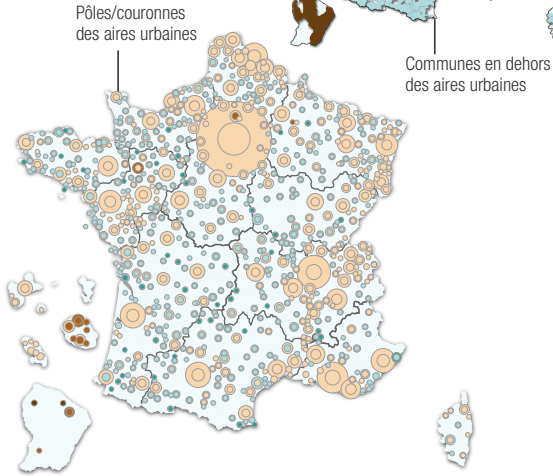 Pôles/couronnes
des aires urbaines
Communes en dehors
des aires urbaines